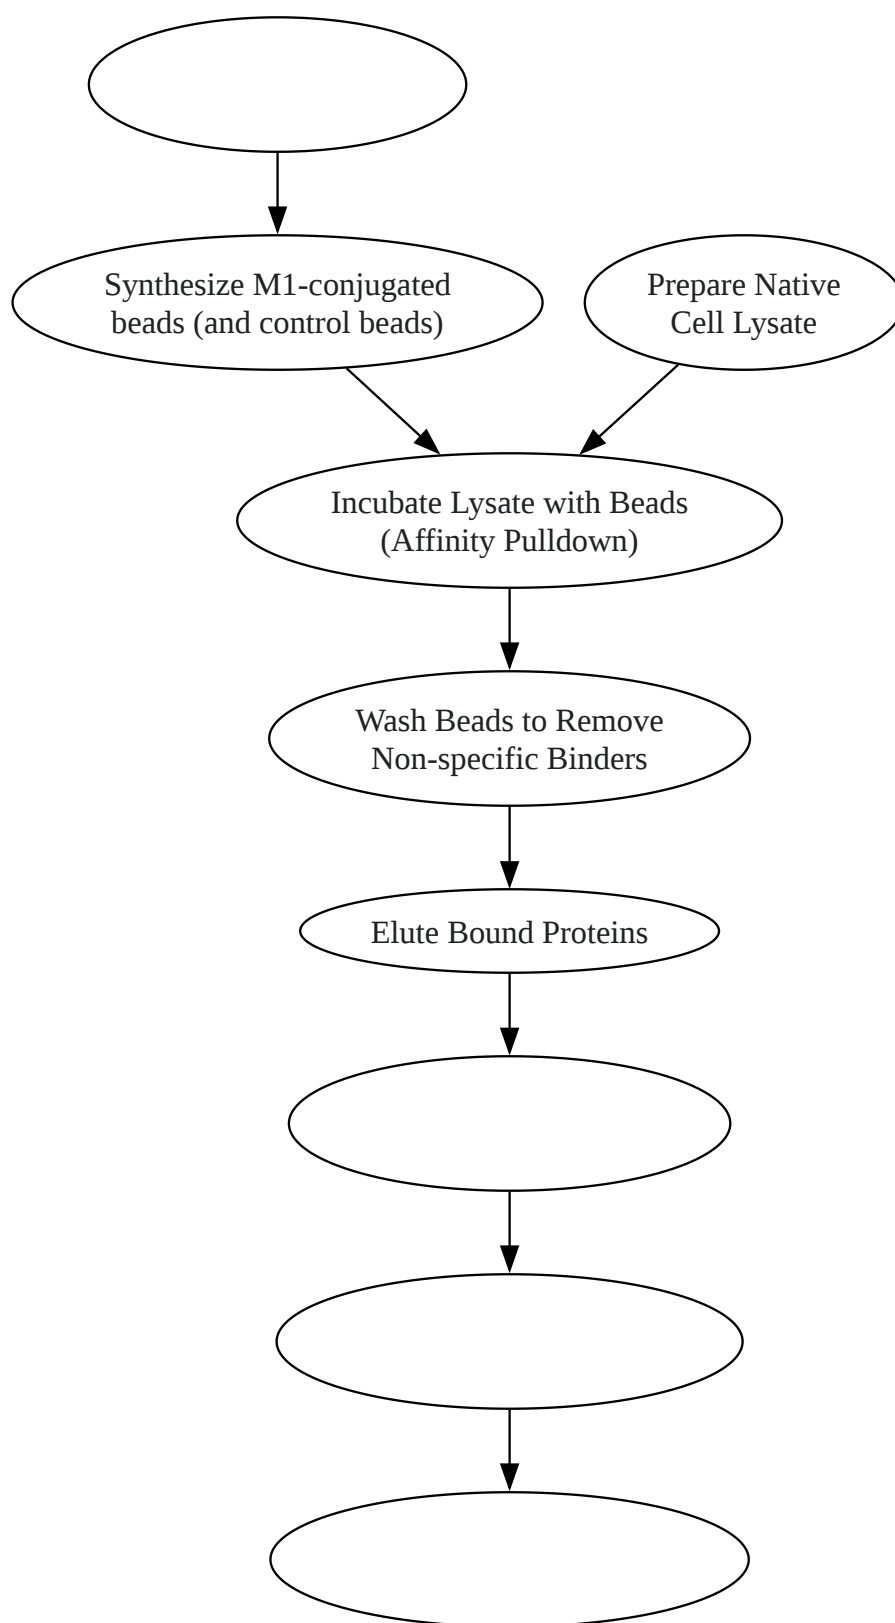 Synthesize M1-conjugated
beads (and control beads)
Prepare Native
Cell Lysate
Incubate Lysate with Beads
(Affinity Pulldown)
Wash Beads to Remove
Non-specific Binders
Elute Bound Proteins